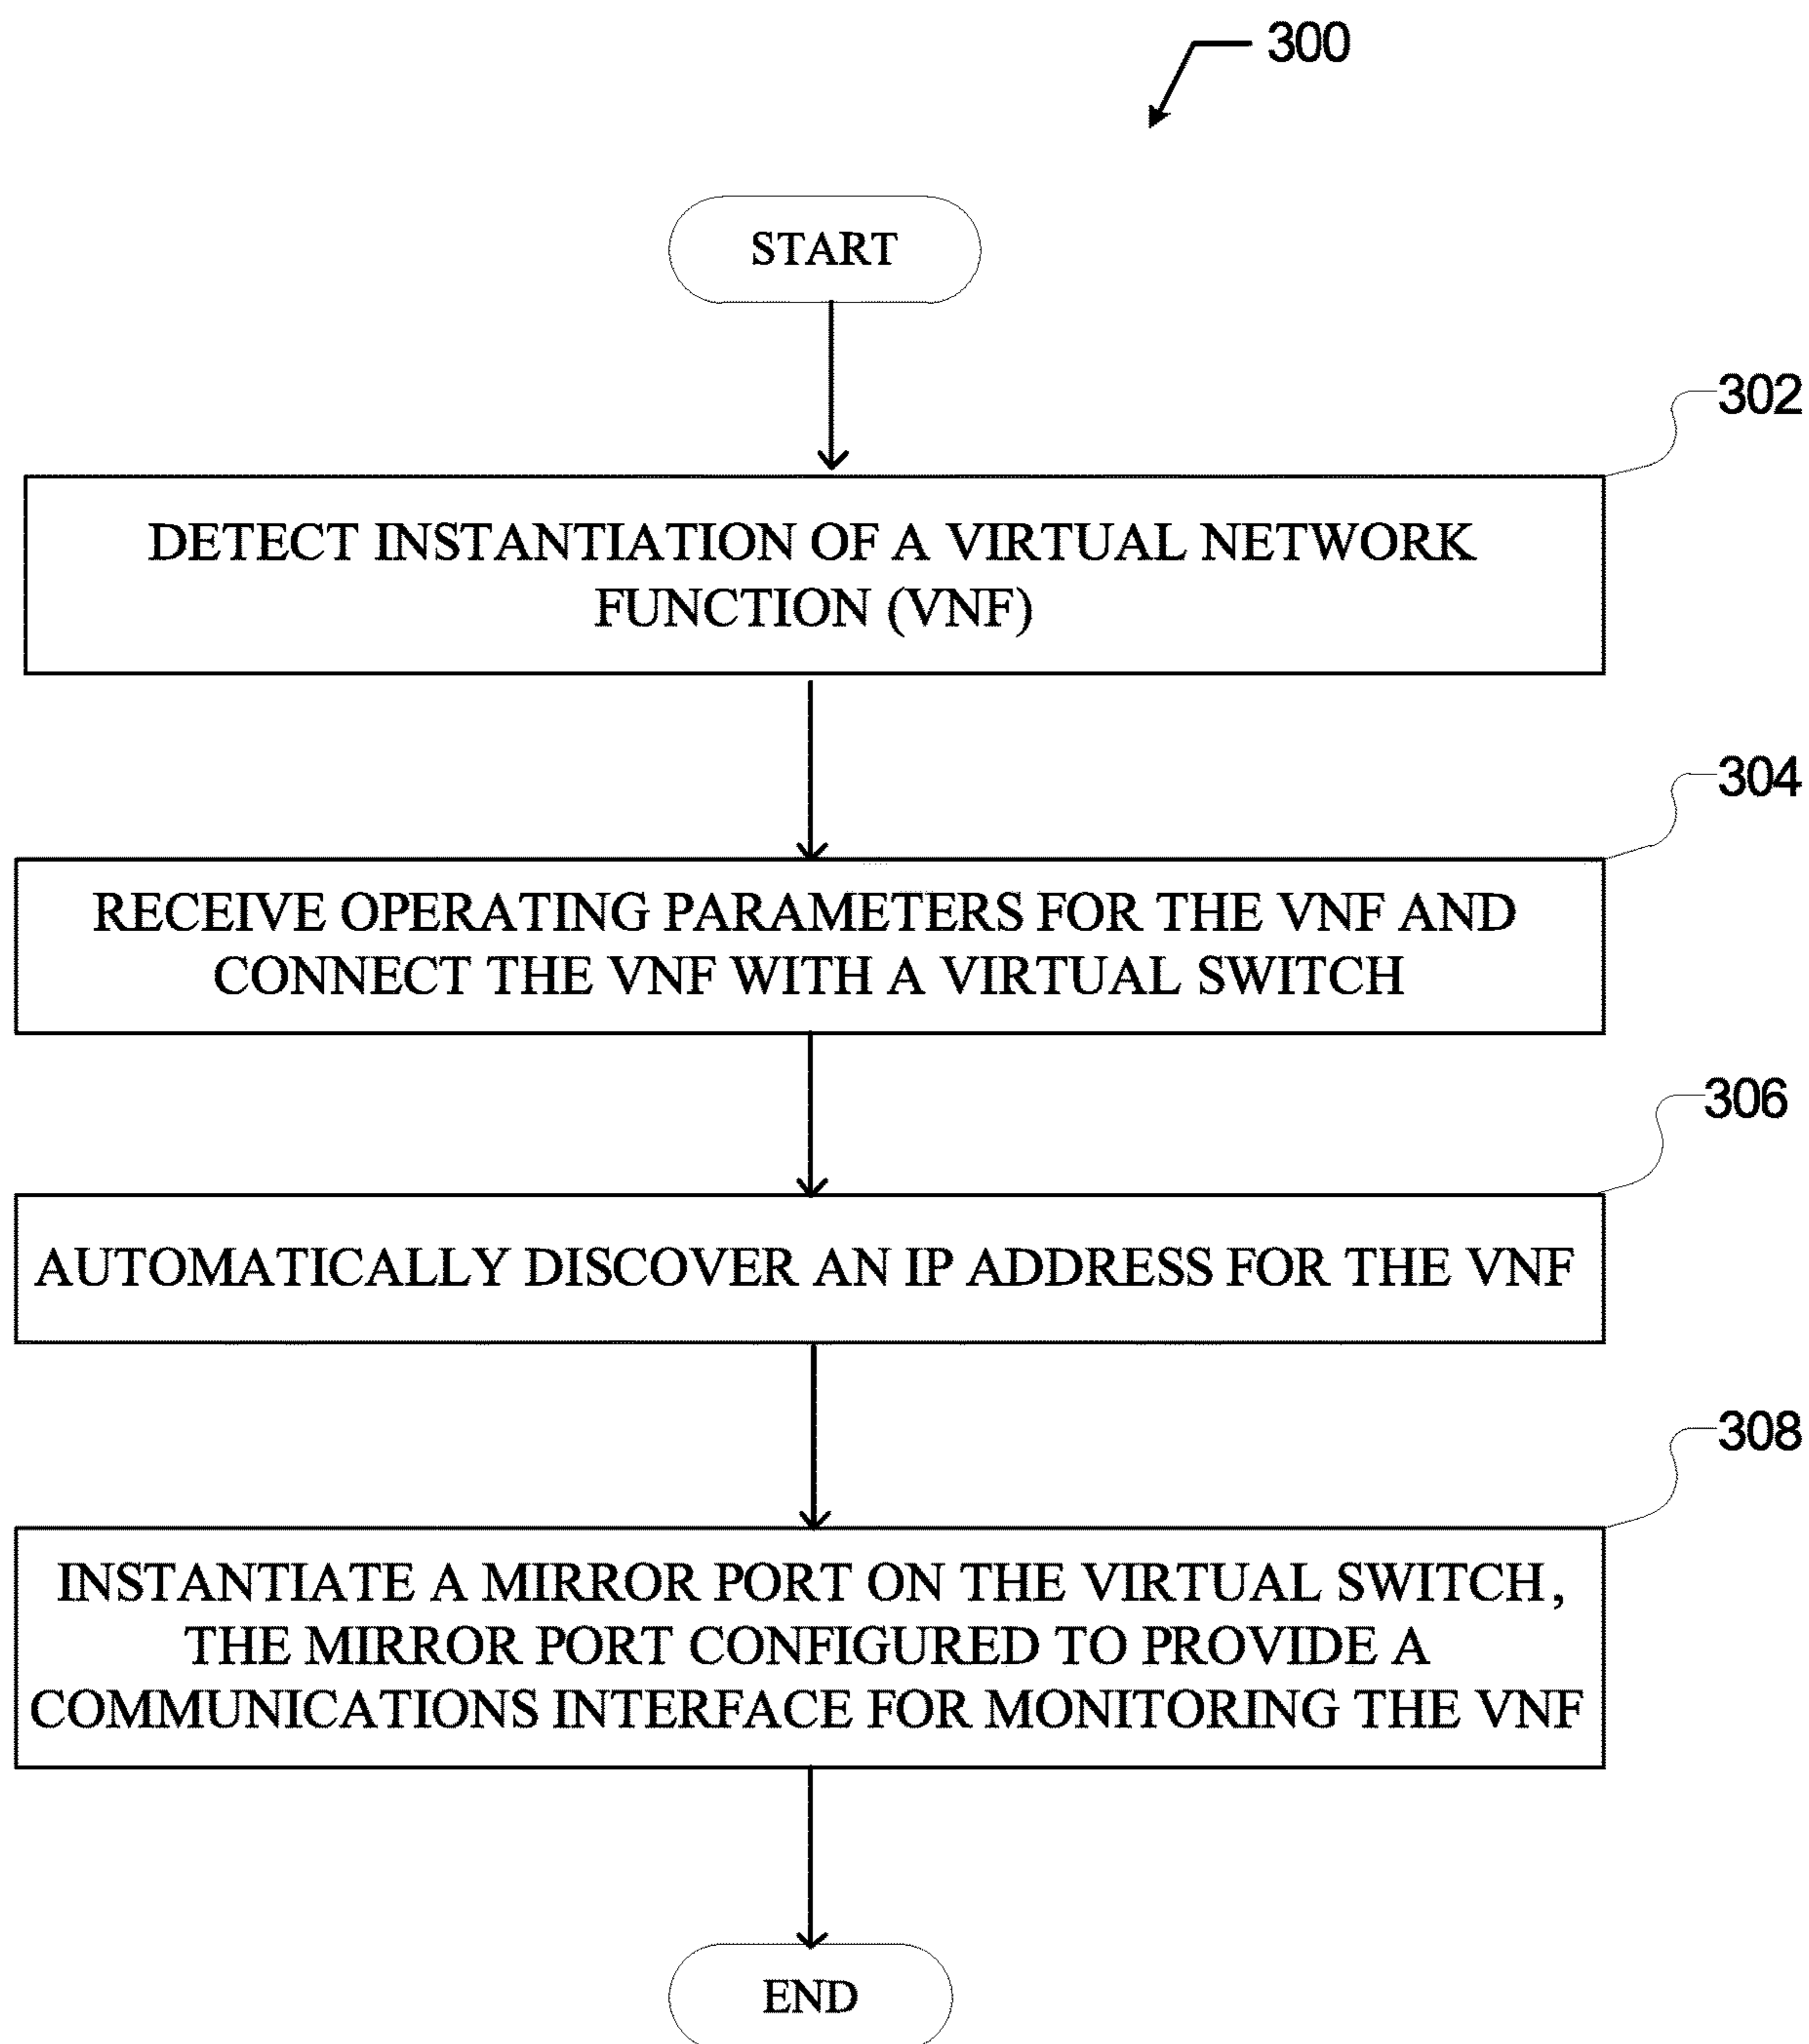 300
START
302
DETECT INSTANTIATION OF A VIRTUAL NETWORK
FUNCTION (VNF)
304
RECEIVE OPERATING PARAMETERS FOR THE VNF AND
CONNECT THE VNF WITH A VIRTUAL SWITCH
306
AUTOMATICALLY DISCOVER AN IP ADDRESS FOR THE VNF
308
INSTANTIATE A MIRROR PORT ON THE VIRTUAL SWITCH,
THE MIRROR PORT CONFIGURED TO PROVIDE A
COMMUNICATIONS INTERFACE FOR MONITORING THE VNF
END